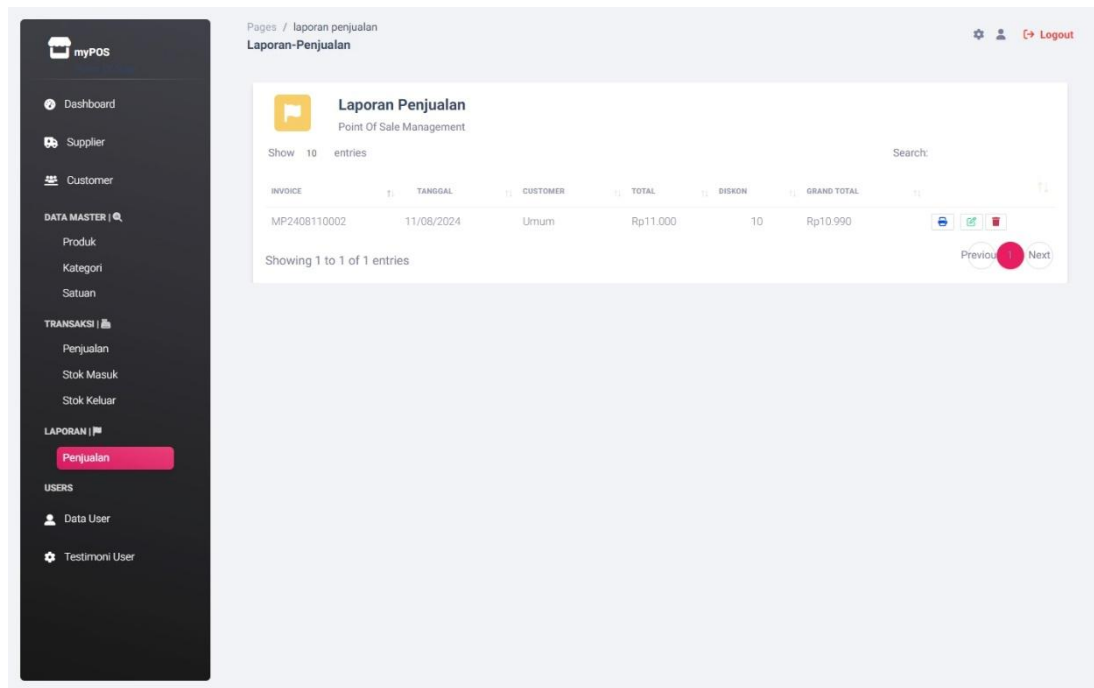 myPOS
Dashboard
Supplier
Customer
DATA MASTER |
Produk
Kategori
Satuan
TRANSAKSI |
Penjualan
Stok Masuk
Stok Keluar
LAPORAN |
Penjualan
USERS
Data User
Testimoni User
Pages / laporan penjualan
Laporan-Penjualan
Logout
Laporan Penjualan
Point Of Sale Management
Show 10 entries
Search:
INVOICE TANGGAL CUSTOMER TOTAL DISKON GRAND TOTAL
MP2408110002 11/08/2024 Umum Rp11.000 10 Rp10.990
Showing 1 to 1 of 1 entries
Previou 1 Next